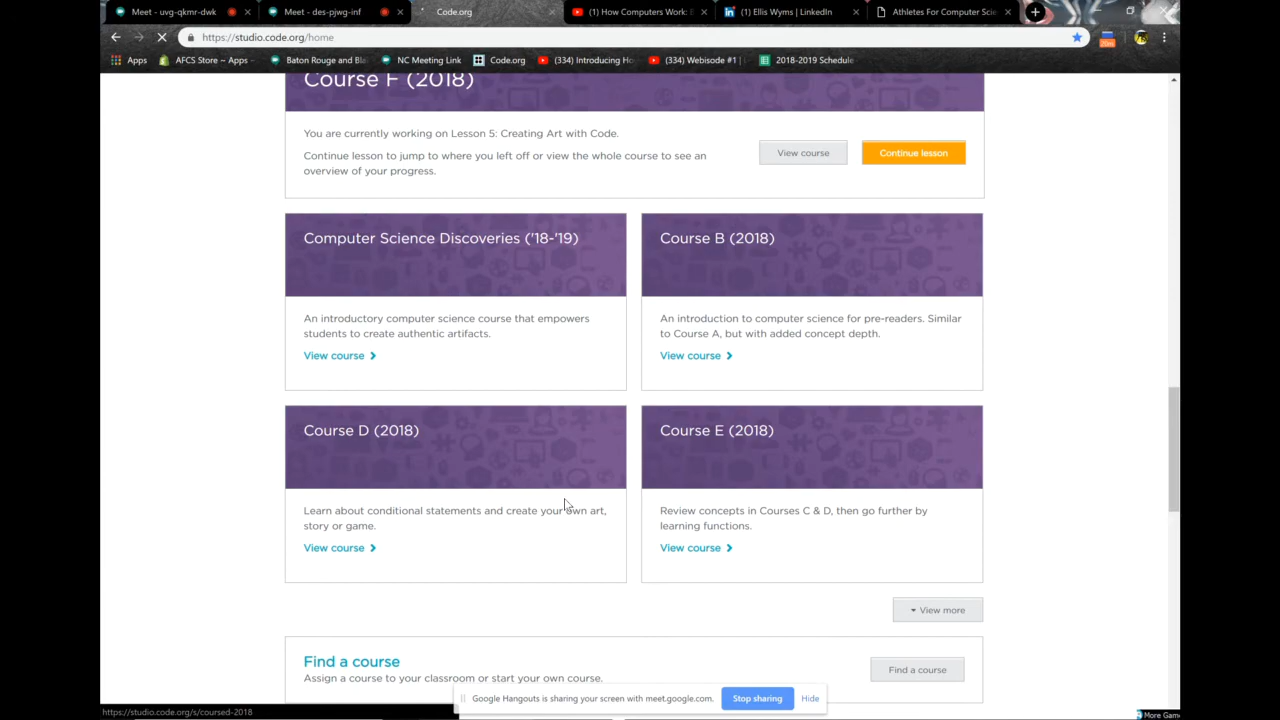 Meet - uvg-qkmr-dwk
Meet - des-pjwg-inf
Code.org
(1) How Computers Work: E
(1) Ellis Wyms | LinkedIn
Athletes For Computer Scie
https://studio.code.org/home
Apps
AFCS Store ~ Apps
Baton Rouge and Bla
NC Meeting Link
Code.org
(334) Introducing Ho
(334) Webisode #1 |
2018-2019 Schedule
Course F (2018)
You are currently working on Lesson 5: Creating Art with Code.
Continue lesson to jump to where you left off or view the whole course to see an
overview of your progress.
View course
Continue lesson
Computer Science Discoveries ('18-'19)
An introductory computer science course that empowers
students to create authentic artifacts.
View course
Course B (2018)
An introduction to computer science for pre-readers. Similar
to Course A, but with added concept depth.
View course
Course D (2018)
Learn about conditional statements and create your own art,
story or game.
View course
Course E (2018)
Review concepts in Courses C & D, then go further by
learning functions.
View course
View more
Find a course
Assign a course to your classroom or start your own course.
Find a course
Google Hangouts is sharing your screen with meet.google.com.
Stop sharing
Hide
https://studio.code.org/s/coursed-2018
More Game